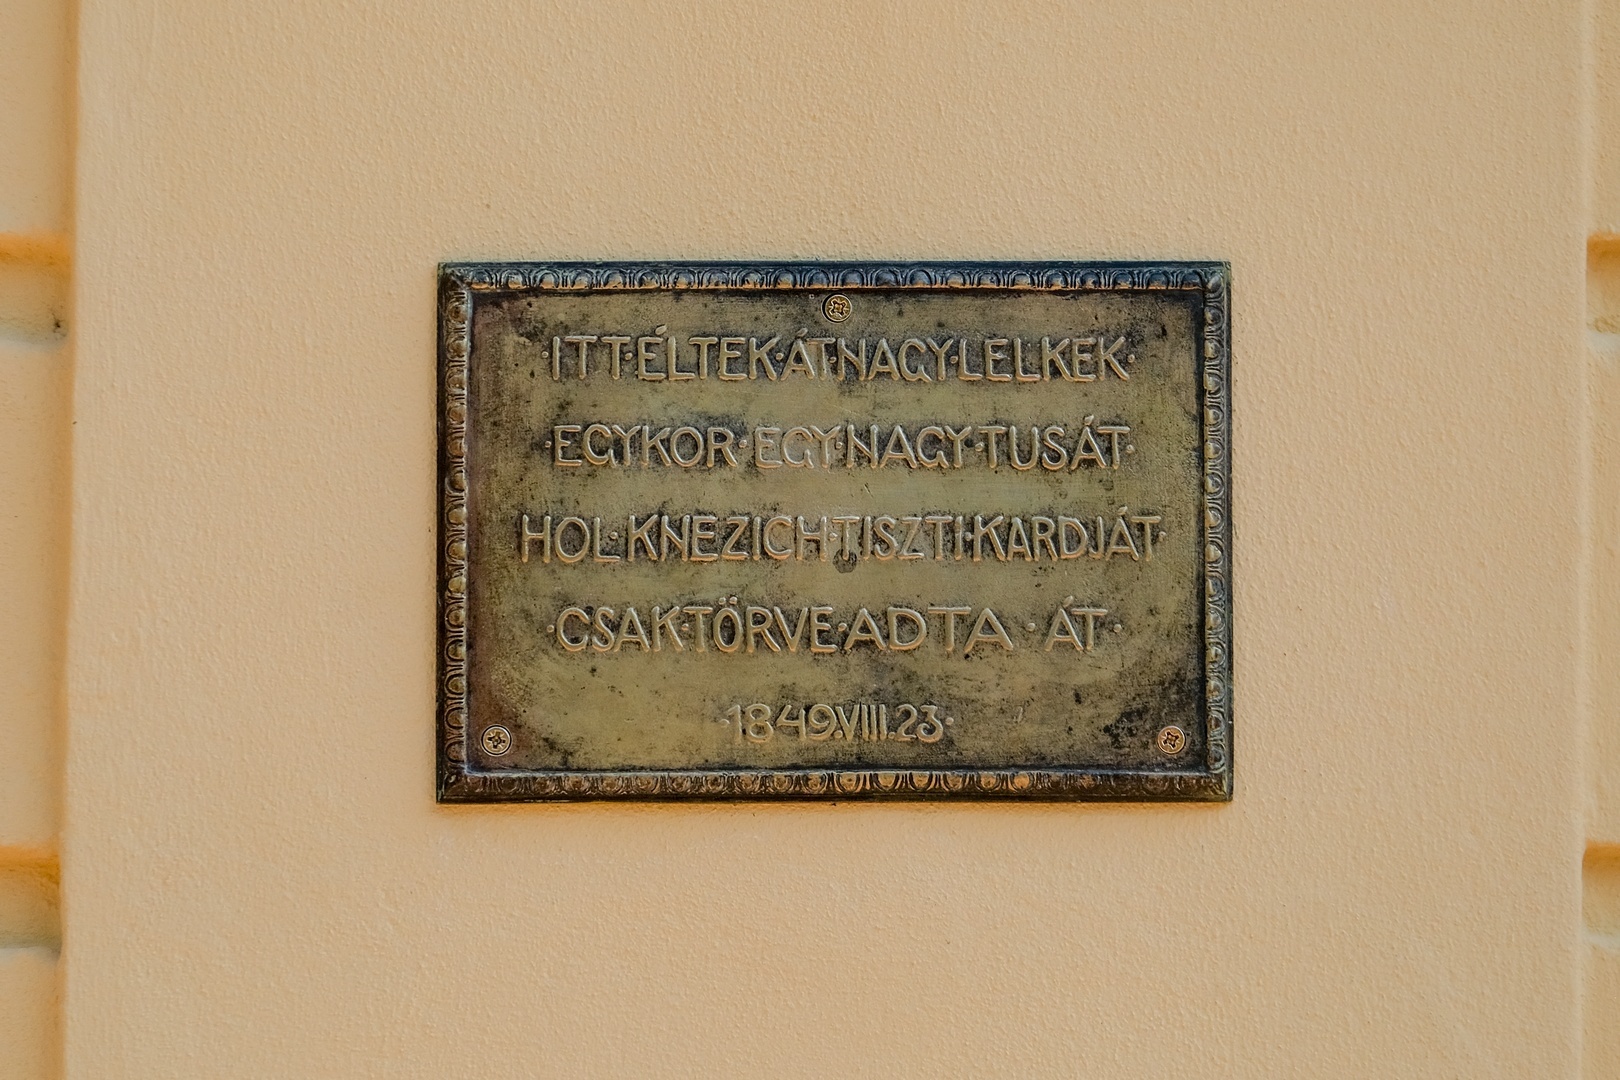 ·ITT·ÉLTEK·ÁT·NAGY·LELKEK·
·EGYKOR·EGY·NAGY·TUSÁT·
HOL·KNEZICH·TISZTI·KARDJÁT·
·CSAK·TÖRVE·ADTA·ÁT·
·1849.VIII.23·